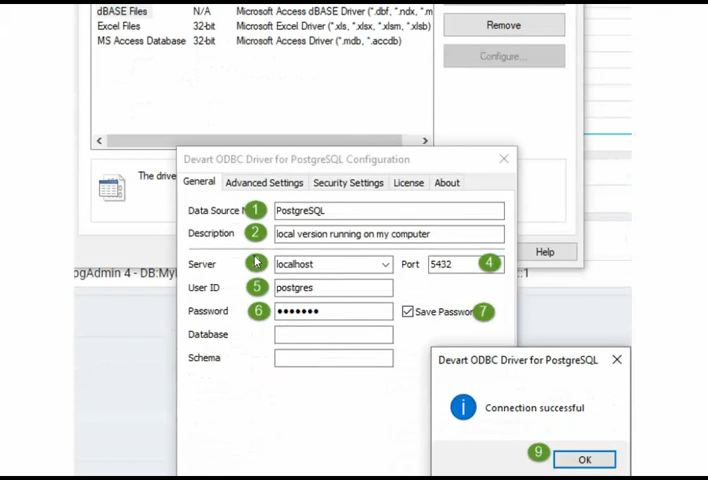 dBASE Files N/A Microsoft Access dBASE Driver (*.dbf, *.ndx, *.m
Excel Files 32-bit Microsoft Excel Driver (*.xls, *.xlsx, *.xlsm, *.xlsb)
MS Access Database 32-bit Microsoft Access Driver (*.mdb, *.accdb)
Remove
Configure...
The drive
Devart ODBC Driver for PostgreSQL Configuration
General Advanced Settings Security Settings License About
Data Source N 1 PostgreSQL
Description 2 local version running on my computer
Help
Server localhost Port 5432 4
pgAdmin 4 - DB:My ::1
User ID 5 postgres
Password 6 ••••••• Save Passwor 7
Database
Schema
Devart ODBC Driver for PostgreSQL
Connection successful
9 OK